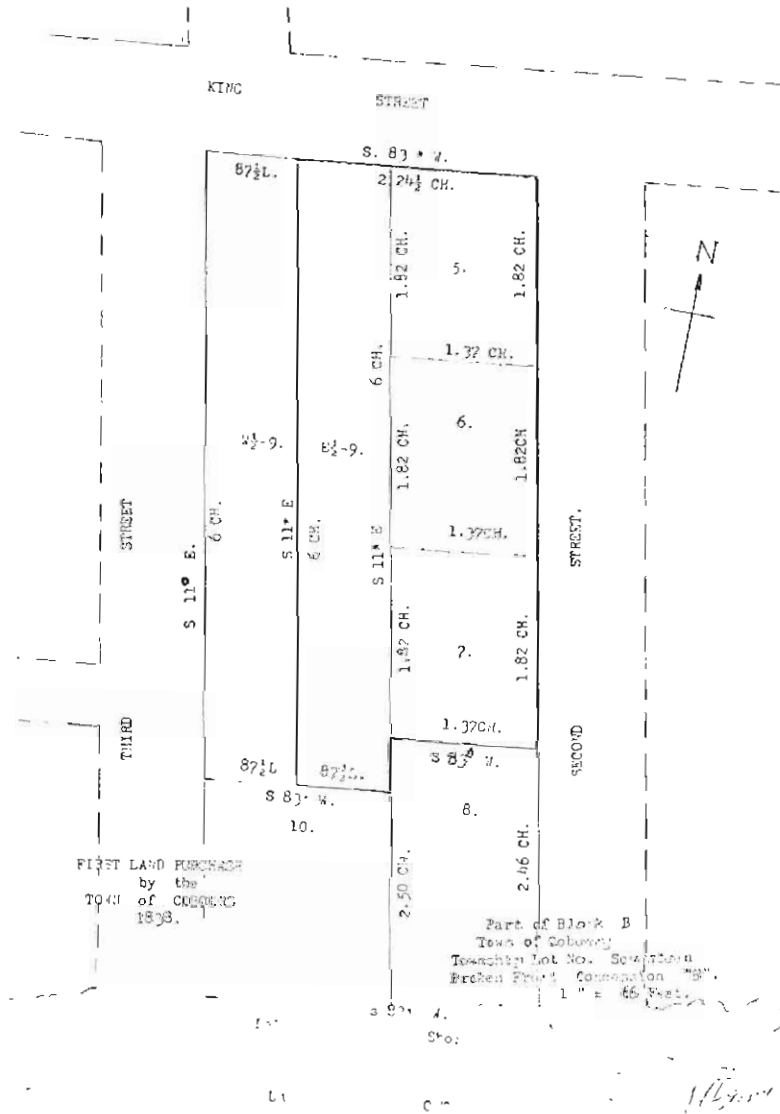 KING STREET
S. 83 ° W.
87½L.
2.24½ CH.
1.82 CH.
5.
1.82 CH.
N
1.37 CH.
6 CH.
6.
W½-9.
E½-9.
1.82 CH.
1.82CH
STREET
S 11° E.
6 CH.
S 11° E
6 CH.
S 11° E
1.37CH.
STREET.
1.82 CH.
7.
1.82 CH.
THIRD
1.37CH.
S 83° W.
SECOND
87½L
87½L.
S 83° W.
10.
8.
2.50 CH.
2.46 CH.
FIRST LAND PURCHASE
by the
TOWN of COBOURG
1838.
Part of Block B
Town of Cobourg
Township Lot No.
Broken Front Concession "B".
1 " = 66 Feet.